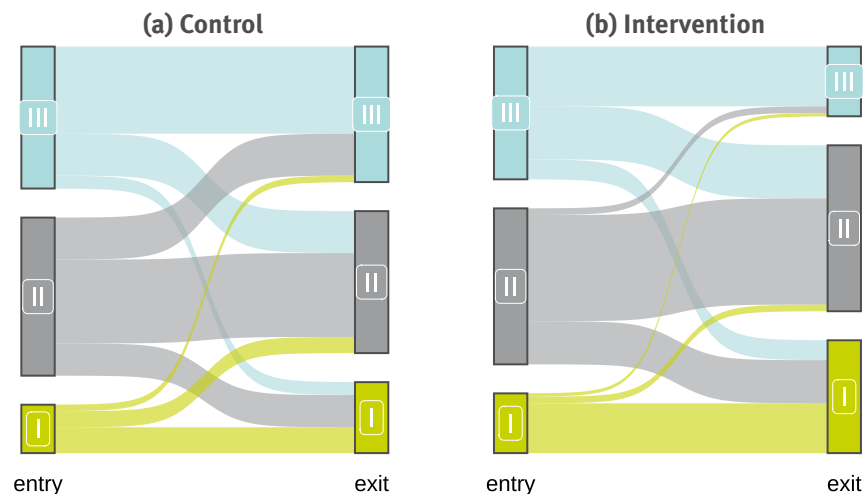 (a) Control
III
III
II
II
I
I
entry
exit
(b) Intervention
III
III
II
II
I
I
entry
exit